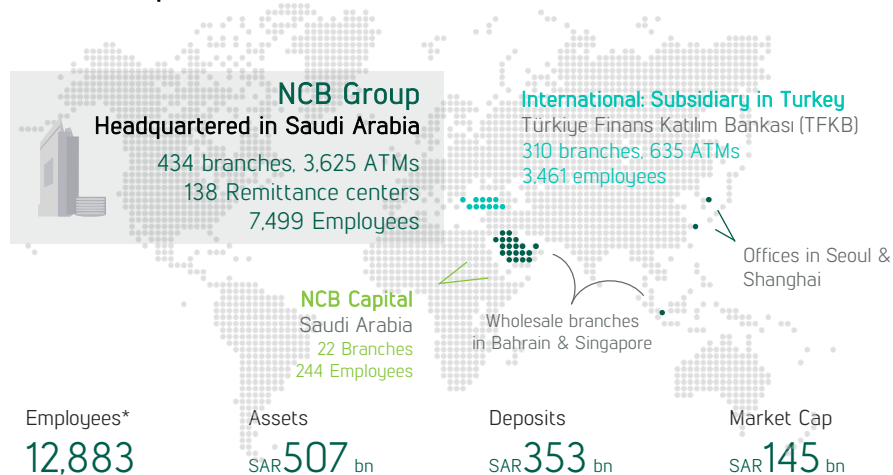 NCB Group
Headquartered in Saudi Arabia
434 branches, 3,625 ATMs
138 Remittance centers
7,499 Employees
International: Subsidiary in Turkey
Türkiye Finans Katılım Bankası (TFKB)
310 branches, 635 ATMs
3,461 employees
Offices in Seoul &
Shanghai
NCB Capital
Saudi Arabia
22 Branches
244 Employees
Wholesale branches
in Bahrain & Singapore
Employees*
12,883
Assets
SAR507 bn
Deposits
SAR353 bn
Market Cap
SAR145 bn